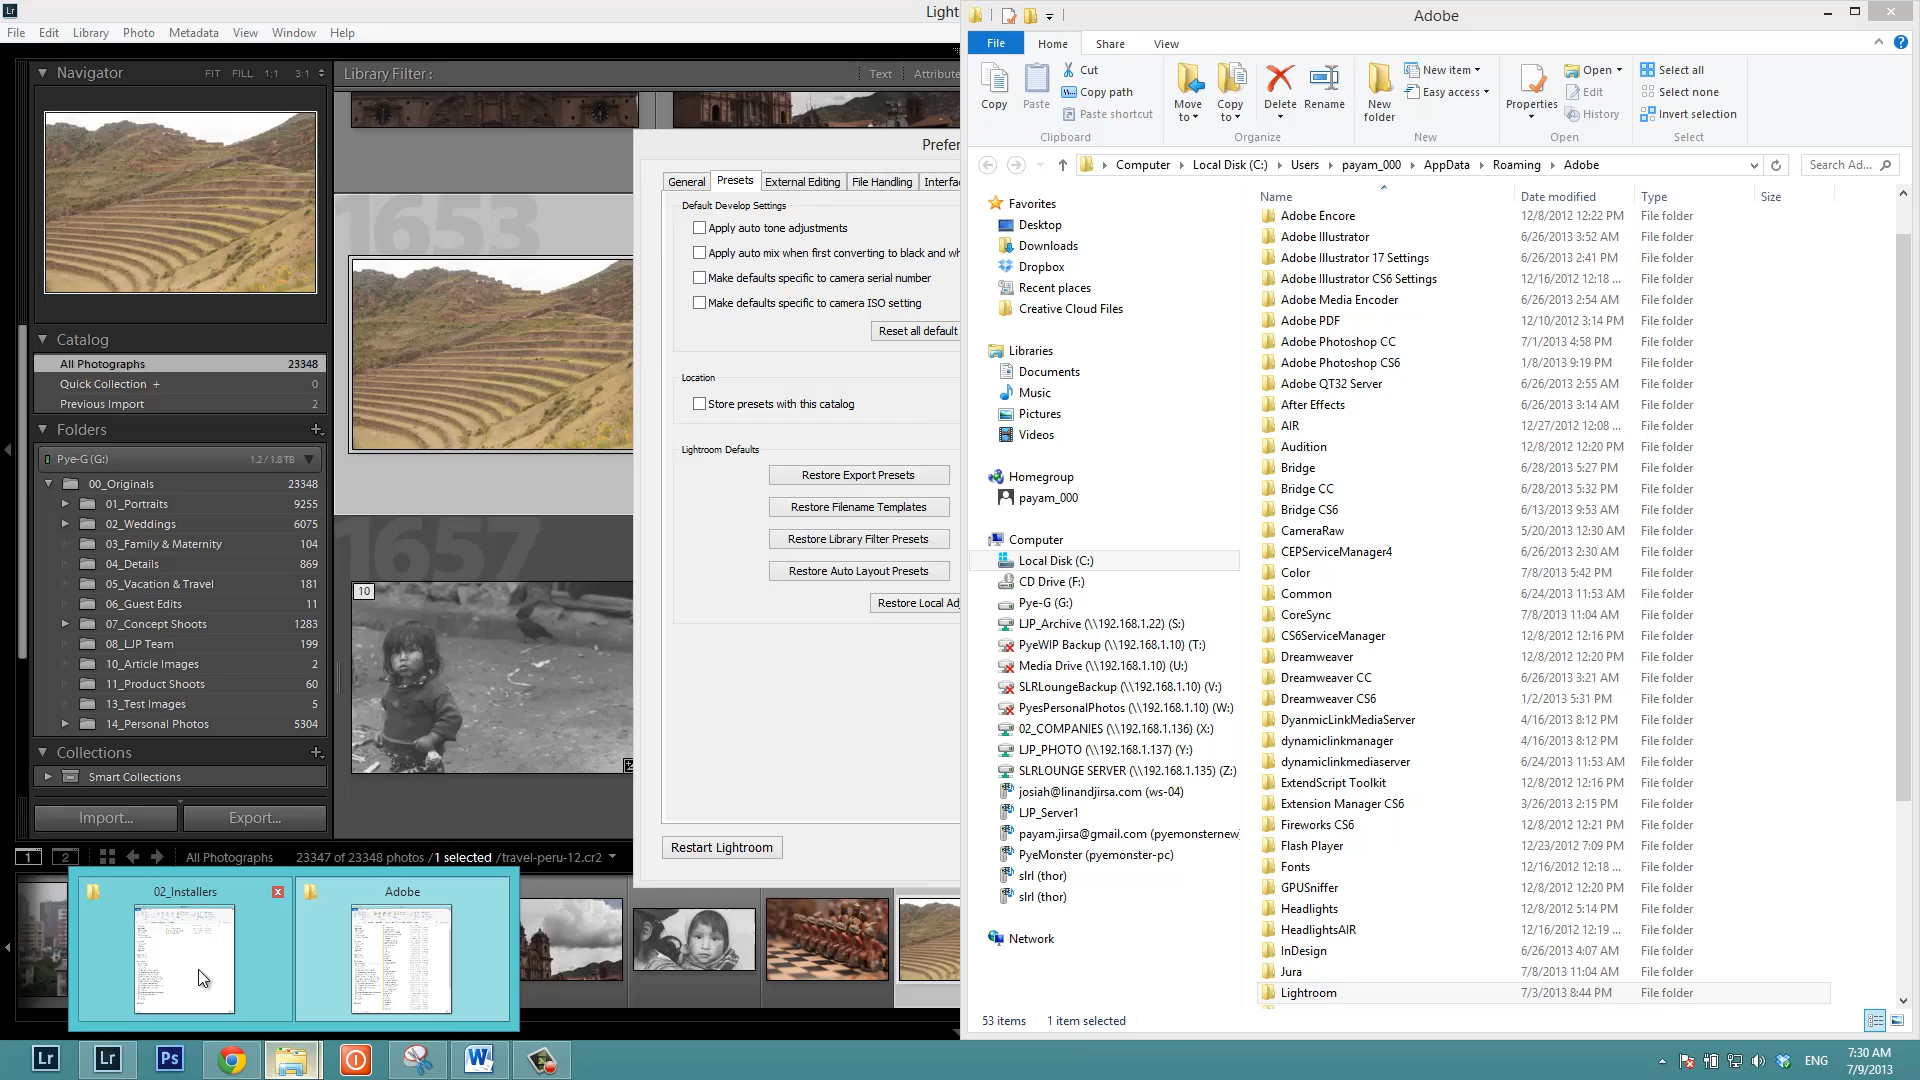 Light
File Edit Library Photo Metadata View Window Help
Navigator FIT FILL 1:1 3:1
Library Filter : Text Attribute
1653
1657
10
Catalog
All Photographs 23348
Quick Collection + 0
Previous Import 2
Folders +
Pye-G (G:) 1.2 / 1.8 TB
00_Originals 23348
01_Portraits 9255
02_Weddings 6075
03_Family & Maternity 104
04_Details 869
05_Vacation & Travel 181
06_Guest Edits 11
07_Concept Shoots 1283
08_LJP Team 199
10_Article Images 2
11_Product Shoots 60
13_Test Images 5
14_Personal Photos 5304
Collections +
Smart Collections
Import... Export...
1 2 All Photographs 23347 of 23348 photos / 1 selected / travel-peru-12.cr2
Prefer
General Presets External Editing File Handling Interfa
Default Develop Settings
Apply auto tone adjustments
Apply auto mix when first converting to black and wh
Make defaults specific to camera serial number
Make defaults specific to camera ISO setting
Reset all default
Location
Store presets with this catalog
Lightroom Defaults
Restore Export Presets
Restore Filename Templates
Restore Library Filter Presets
Restore Auto Layout Presets
Restore Local Adj
Restart Lightroom
02_Installers
Adobe
Adobe
File Home Share View
Copy
Paste
Cut
Copy path
Paste shortcut
Clipboard
Move to
Copy to
Delete
Rename
Organize
New folder
New item
Easy access
New
Properties
Open
Edit
History
Open
Select all
Select none
Invert selection
Select
Computer Local Disk (C:) Users payam_000 AppData Roaming Adobe
Search Ad...
Favorites
Desktop
Downloads
Dropbox
Recent places
Creative Cloud Files
Libraries
Documents
Music
Pictures
Videos
Homegroup
payam_000
Computer
Local Disk (C:)
CD Drive (F:)
Pye-G (G:)
LJP_Archive (\\192.168.1.22) (S:)
PyeWIP Backup (\\192.168.1.10) (T:)
Media Drive (\\192.168.1.10) (U:)
SLRLoungeBackup (\\192.168.1.10) (V:)
PyesPersonalPhotos (\\192.168.1.10) (W:)
02_COMPANIES (\\192.168.1.136) (X:)
LJP_PHOTO (\\192.168.1.137) (Y:)
SLRLOUNGE SERVER (\\192.168.1.135) (Z:)
josiah@linandjirsa.com (ws-04)
LJP_Server1
payam.jirsa@gmail.com (pyemonsternew
PyeMonster (pyemonster-pc)
slrl (thor)
slrl (thor)
Network
Name Date modified Type Size
Adobe Encore 12/8/2012 12:22 PM File folder
Adobe Illustrator 6/26/2013 3:52 AM File folder
Adobe Illustrator 17 Settings 6/26/2013 2:41 PM File folder
Adobe Illustrator CS6 Settings 12/16/2012 12:18 ... File folder
Adobe Media Encoder 6/26/2013 2:54 AM File folder
Adobe PDF 12/10/2012 3:14 PM File folder
Adobe Photoshop CC 7/1/2013 4:58 PM File folder
Adobe Photoshop CS6 1/8/2013 9:19 PM File folder
Adobe QT32 Server 6/26/2013 2:55 AM File folder
After Effects 6/26/2013 3:14 AM File folder
AIR 12/27/2012 12:08 ... File folder
Audition 12/8/2012 12:20 PM File folder
Bridge 6/28/2013 5:27 PM File folder
Bridge CC 6/28/2013 5:32 PM File folder
Bridge CS6 6/13/2013 9:53 AM File folder
CameraRaw 5/20/2013 12:30 AM File folder
CEPServiceManager4 6/26/2013 2:30 AM File folder
Color 7/8/2013 5:42 PM File folder
Common 6/24/2013 11:53 AM File folder
CoreSync 7/8/2013 11:04 AM File folder
CS6ServiceManager 12/8/2012 12:16 PM File folder
Dreamweaver 12/8/2012 12:20 PM File folder
Dreamweaver CC 6/26/2013 3:21 AM File folder
Dreamweaver CS6 1/2/2013 5:31 PM File folder
DyanmicLinkMediaServer 4/16/2013 8:12 PM File folder
dynamiclinkmanager 4/16/2013 8:12 PM File folder
dynamiclinkmediaserver 6/24/2013 11:53 AM File folder
ExtendScript Toolkit 12/8/2012 12:16 PM File folder
Extension Manager CS6 3/26/2013 2:15 PM File folder
Fireworks CS6 12/8/2012 12:21 PM File folder
Flash Player 12/23/2012 7:09 PM File folder
Fonts 12/16/2012 12:18 ... File folder
GPUSniffer 12/8/2012 12:20 PM File folder
Headlights 12/8/2012 5:14 PM File folder
HeadlightsAIR 12/16/2012 12:19 ... File folder
InDesign 6/26/2013 4:07 AM File folder
Jura 7/8/2013 11:04 AM File folder
Lightroom 7/3/2013 8:44 PM File folder
53 items 1 item selected
Lr Lr Ps W ENG 7:30 AM
7/9/2013